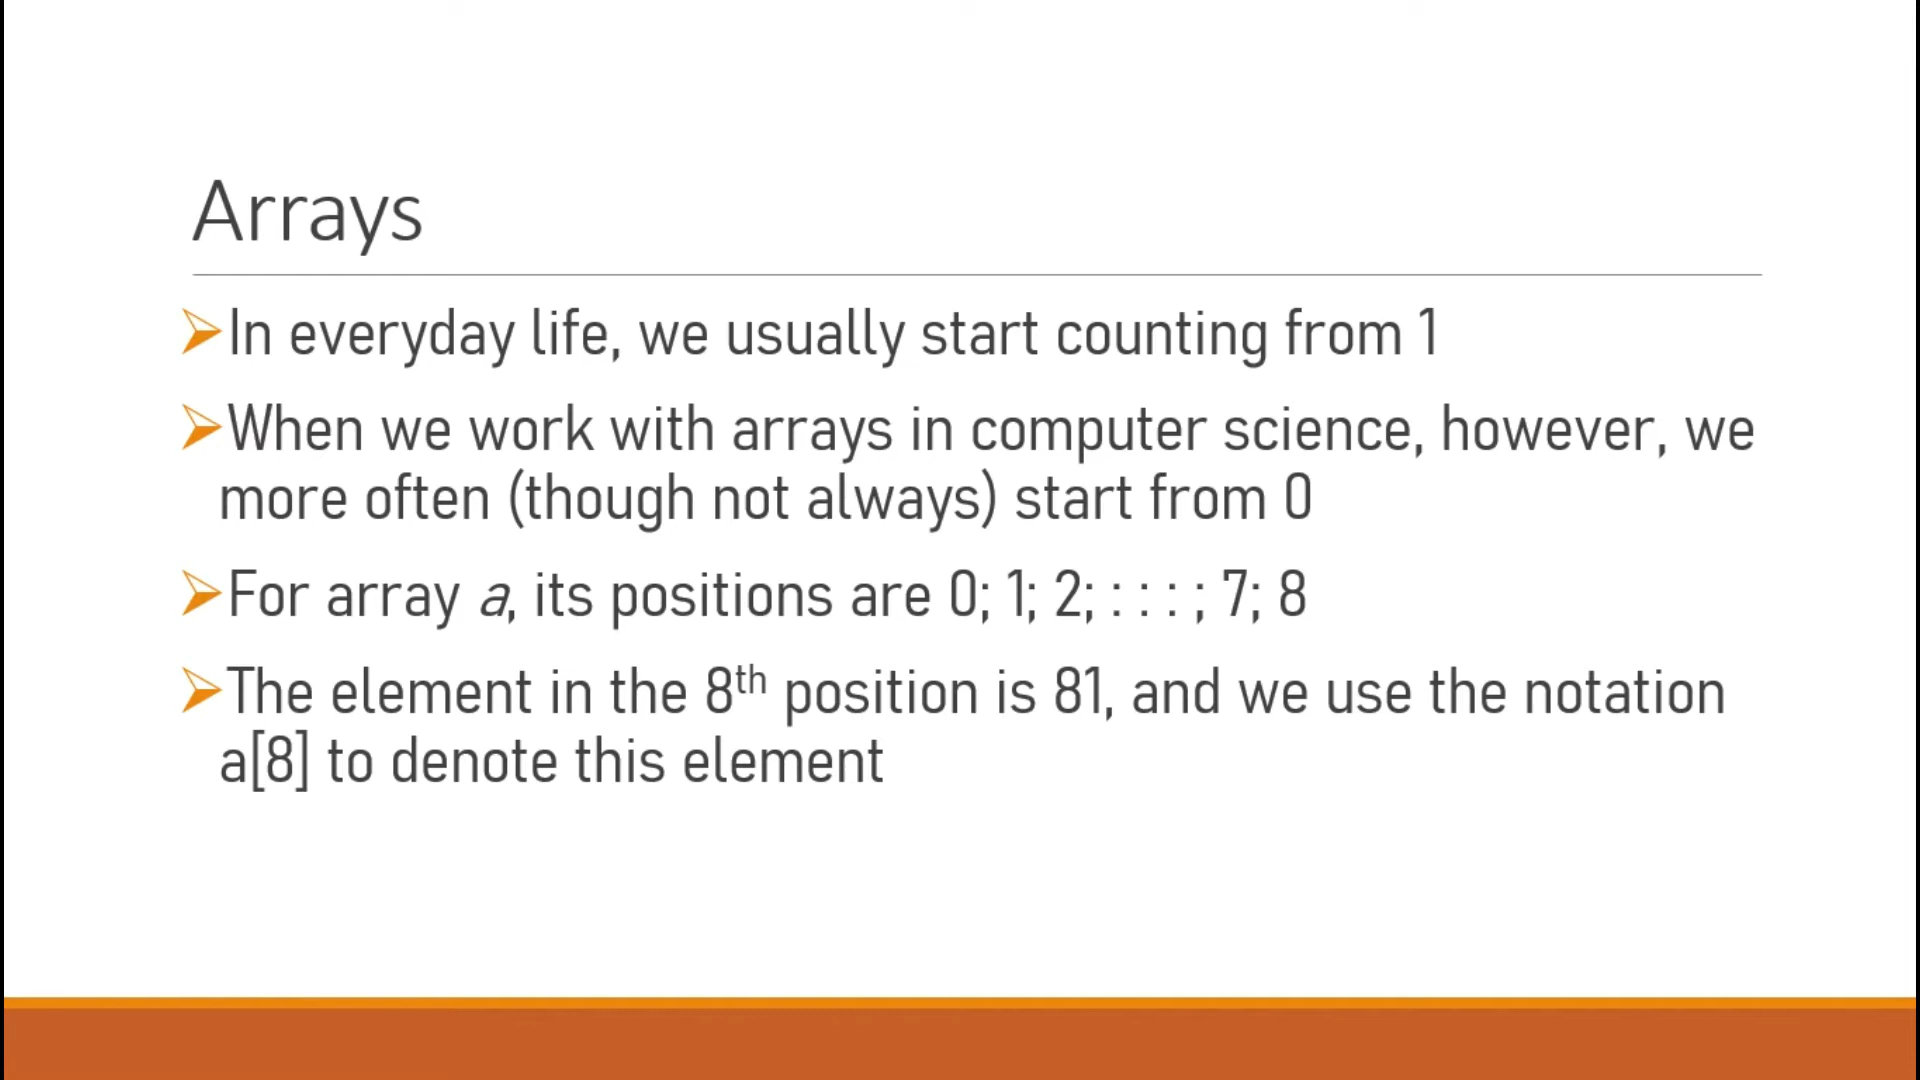 Arrays
In everyday life, we usually start counting from 1
When we work with arrays in computer science, however, we
more often (though not always) start from 0
For array a, its positions are 0; 1; 2; : : : ; 7; 8
The element in the 8th position is 81, and we use the notation
a[8] to denote this element